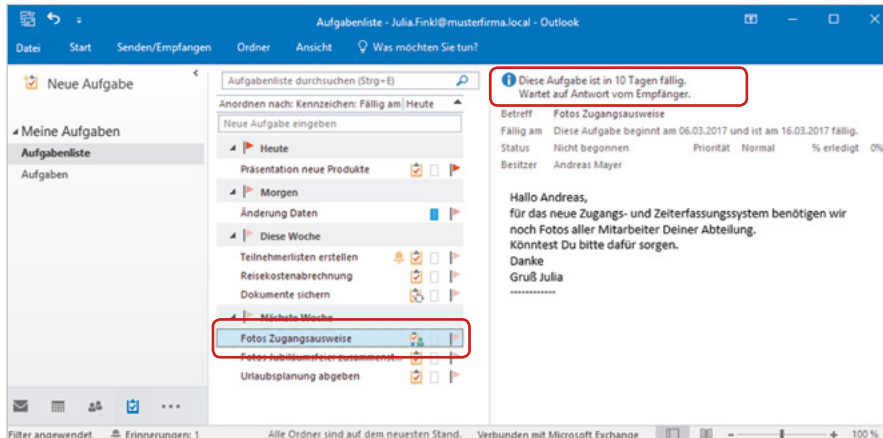 Aufgabenliste - Julia.Finkl@musterfirma.local - Outlook
Datei Start Senden/Empfangen Ordner Ansicht Was möchten Sie tun?
Neue Aufgabe
Meine Aufgaben
Aufgabenliste
Aufgaben
Aufgabenliste durchsuchen (Strg+E)
Anordnen nach: Kennzeichen: Fällig am Heute
Neue Aufgabe eingeben
Heute
Präsentation neue Produkte
Morgen
Änderung Daten
Diese Woche
Teilnehmerlisten erstellen
Reisekostenabrechnung
Dokumente sichern
Nächste Woche
Fotos Zugangsausweise
Fotos Jubiläumsfeier zusammenst...
Urlaubsplanung abgeben
Diese Aufgabe ist in 10 Tagen fällig.
Wartet auf Antwort vom Empfänger.
Betreff Fotos Zugangsausweise
Fällig am Diese Aufgabe beginnt am 06.03.2017 und ist am 16.03.2017 fällig.
Status Nicht begonnen Priorität Normal % erledigt 0%
Besitzer Andreas Mayer
Hallo Andreas,
für das neue Zugangs- und Zeiterfassungssystem benötigen wir
noch Fotos aller Mitarbeiter Deiner Abteilung.
Könntest Du bitte dafür sorgen.
Danke
Gruß Julia
------------
Filter angewendet Erinnerungen: 1 Alle Ordner sind auf dem neuesten Stand. Verbunden mit Microsoft Exchange 100 %